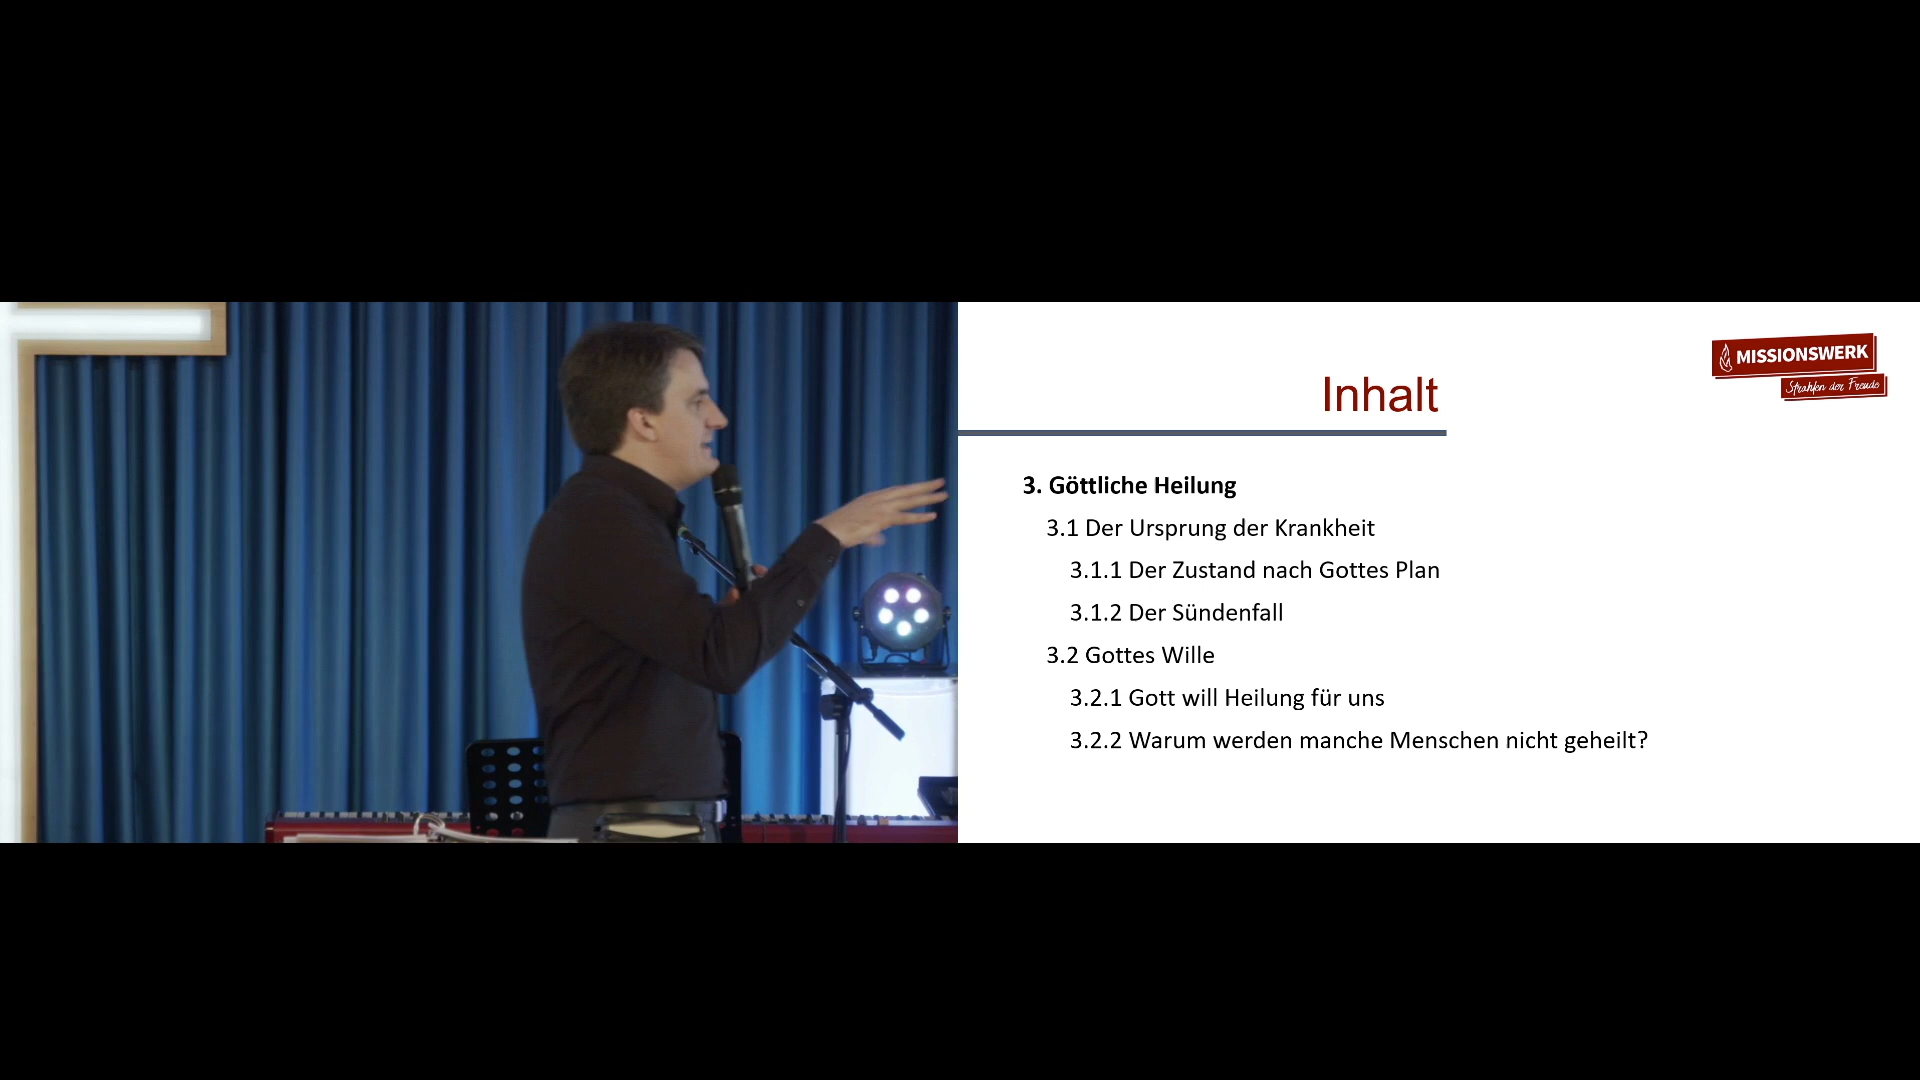 MISSIONSWERK
Strahlen der Freude
Inhalt
3. Göttliche Heilung
3.1 Der Ursprung der Krankheit
3.1.1 Der Zustand nach Gottes Plan
3.1.2 Der Sündenfall
3.2 Gottes Wille
3.2.1 Gott will Heilung für uns
3.2.2 Warum werden manche Menschen nicht geheilt?